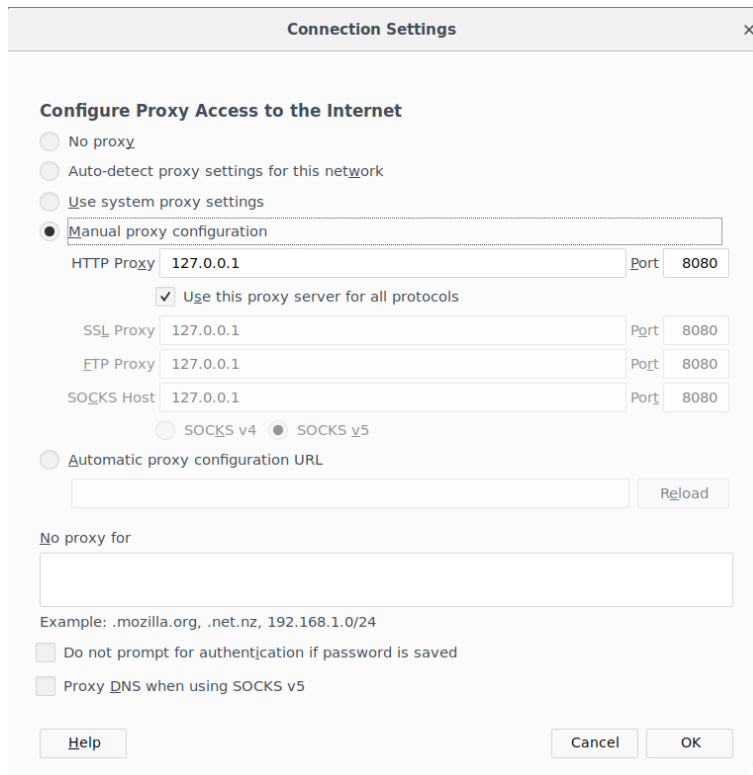 Connection Settings
Configure Proxy Access to the Internet
No proxy
Auto-detect proxy settings for this network
Use system proxy settings
Manual proxy configuration
HTTP Proxy 127.0.0.1 Port 8080
Use this proxy server for all protocols
SSL Proxy 127.0.0.1 Port 8080
FTP Proxy 127.0.0.1 Port 8080
SOCKS Host 127.0.0.1 Port 8080
SOCKS v4 SOCKS v5
Automatic proxy configuration URL
Reload
No proxy for
Example: .mozilla.org, .net.nz, 192.168.1.0/24
Do not prompt for authentication if password is saved
Proxy DNS when using SOCKS v5
Help Cancel OK